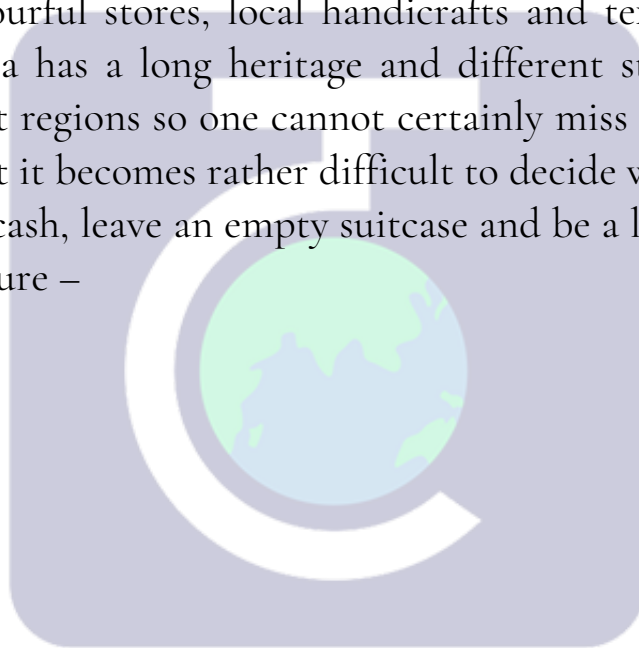 ourful stores, local handicrafts and te
a has a long heritage and different st
t regions so one cannot certainly miss
t it becomes rather difficult to decide
cash, leave an empty suitcase and be a l
ure –